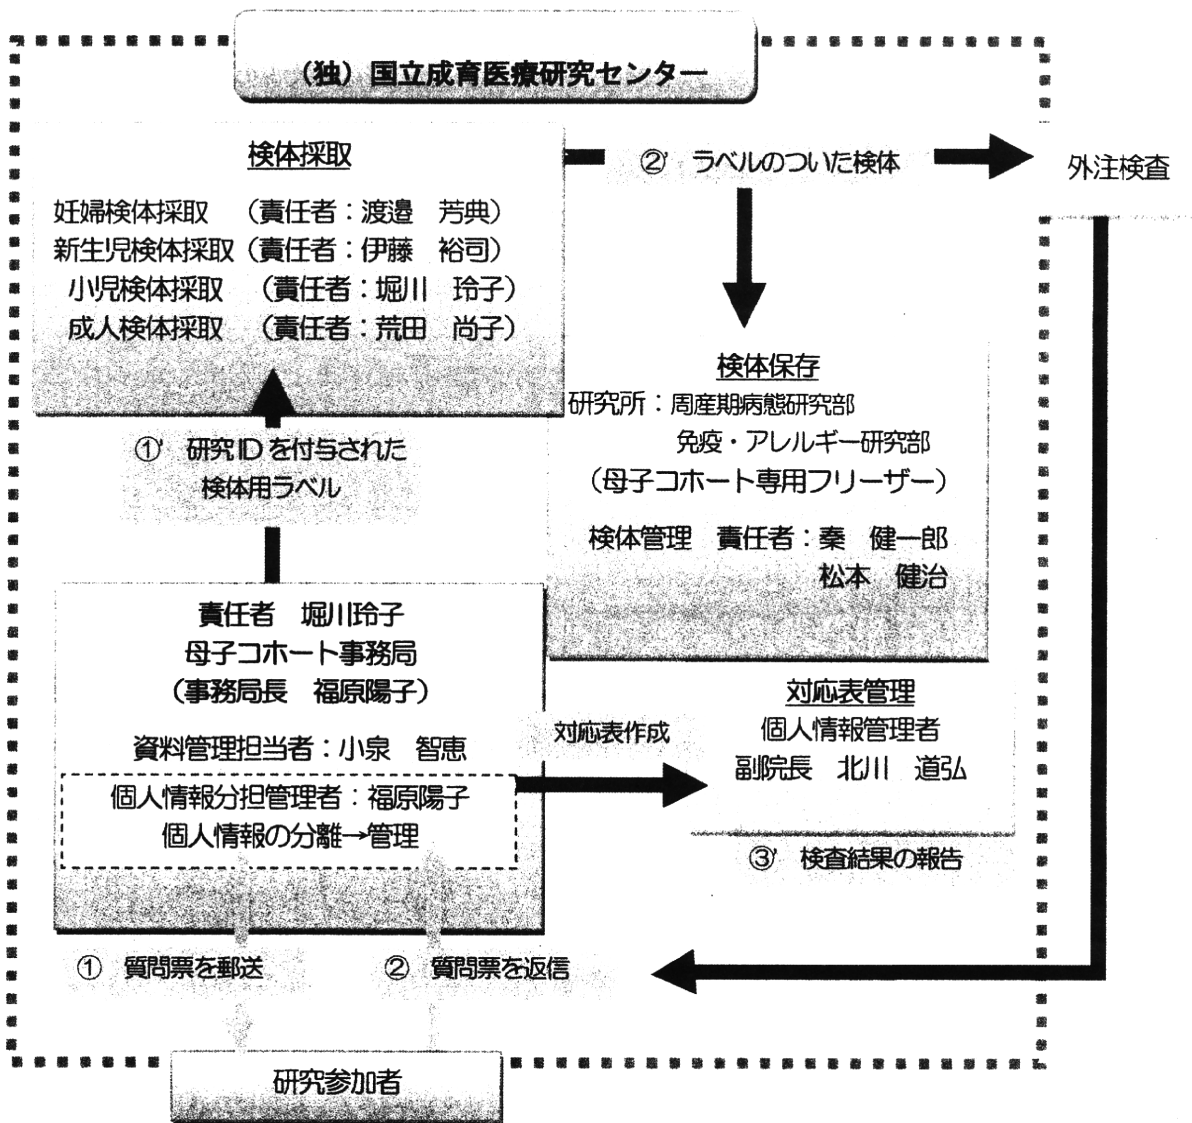 （独）国立成育医療研究センター
検体採取
妊婦検体採取　（責任者：渡邉　芳典）
新生児検体採取（責任者：伊藤　裕司）
小児検体採取　（責任者：堀川　玲子）
成人検体採取　（責任者：荒田　尚子）
②'　ラベルのついた検体
外注検査
検体保存
研究所：周産期病態研究部
免疫・アレルギー研究部
（母子コホート専用フリーザー）
検体管理　責任者：秦　健一郎
松本　健治
①'　研究IDを付与された
検体用ラベル
責任者　堀川玲子
母子コホート事務局
（事務局長　福原陽子）
資料管理担当者：小泉　智恵
個人情報分担管理者：福原陽子
個人情報の分離→管理
対応表作成
対応表管理
個人情報管理者
副院長　北川　道弘
③'　検査結果の報告
①　質問票を郵送
②　質問票を返信
研究参加者